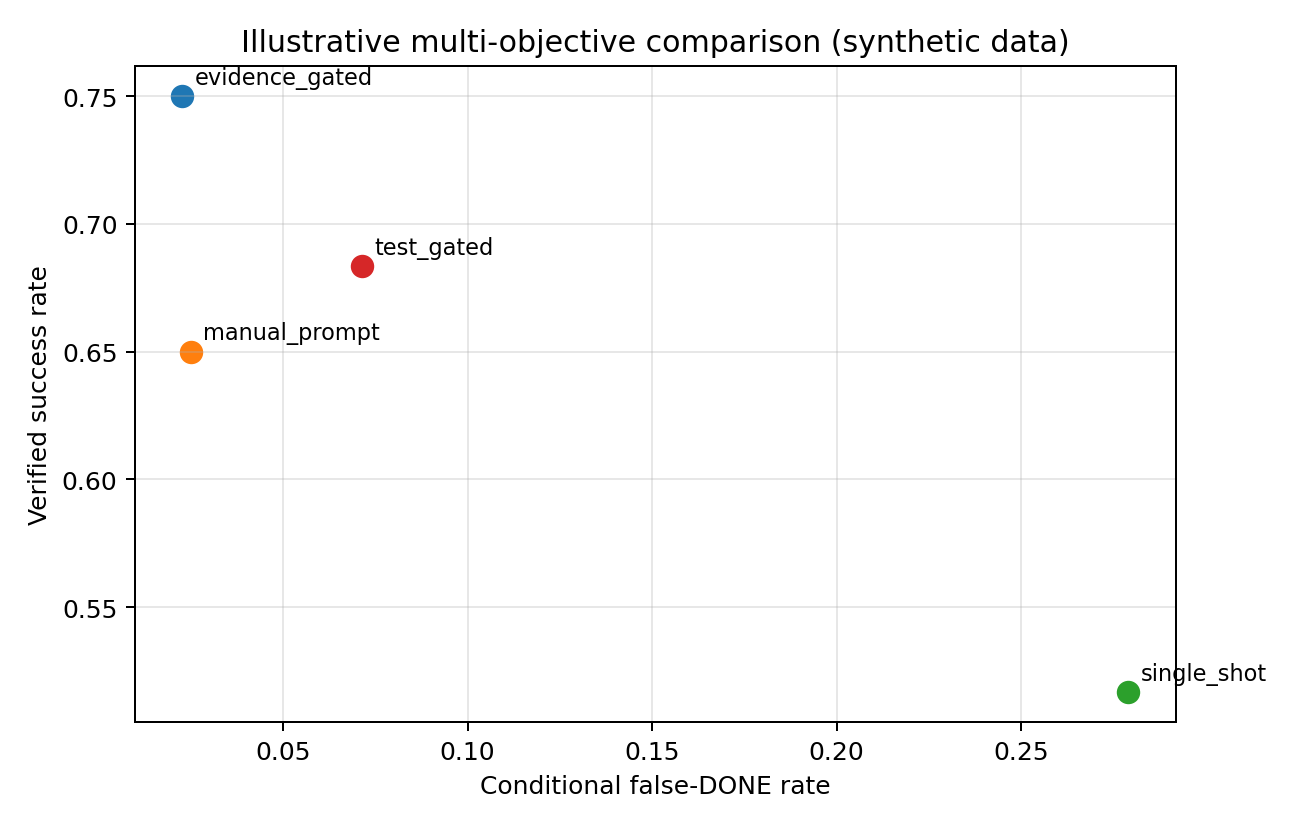 Illustrative multi-objective comparison (synthetic data)
evidence_gated
0.75
0.70
test_gated
manual_prompt
0.65
0.60
0.55
single_shot
Verified success rate
0.05 0.10 0.15 0.20 0.25
Conditional false-DONE rate